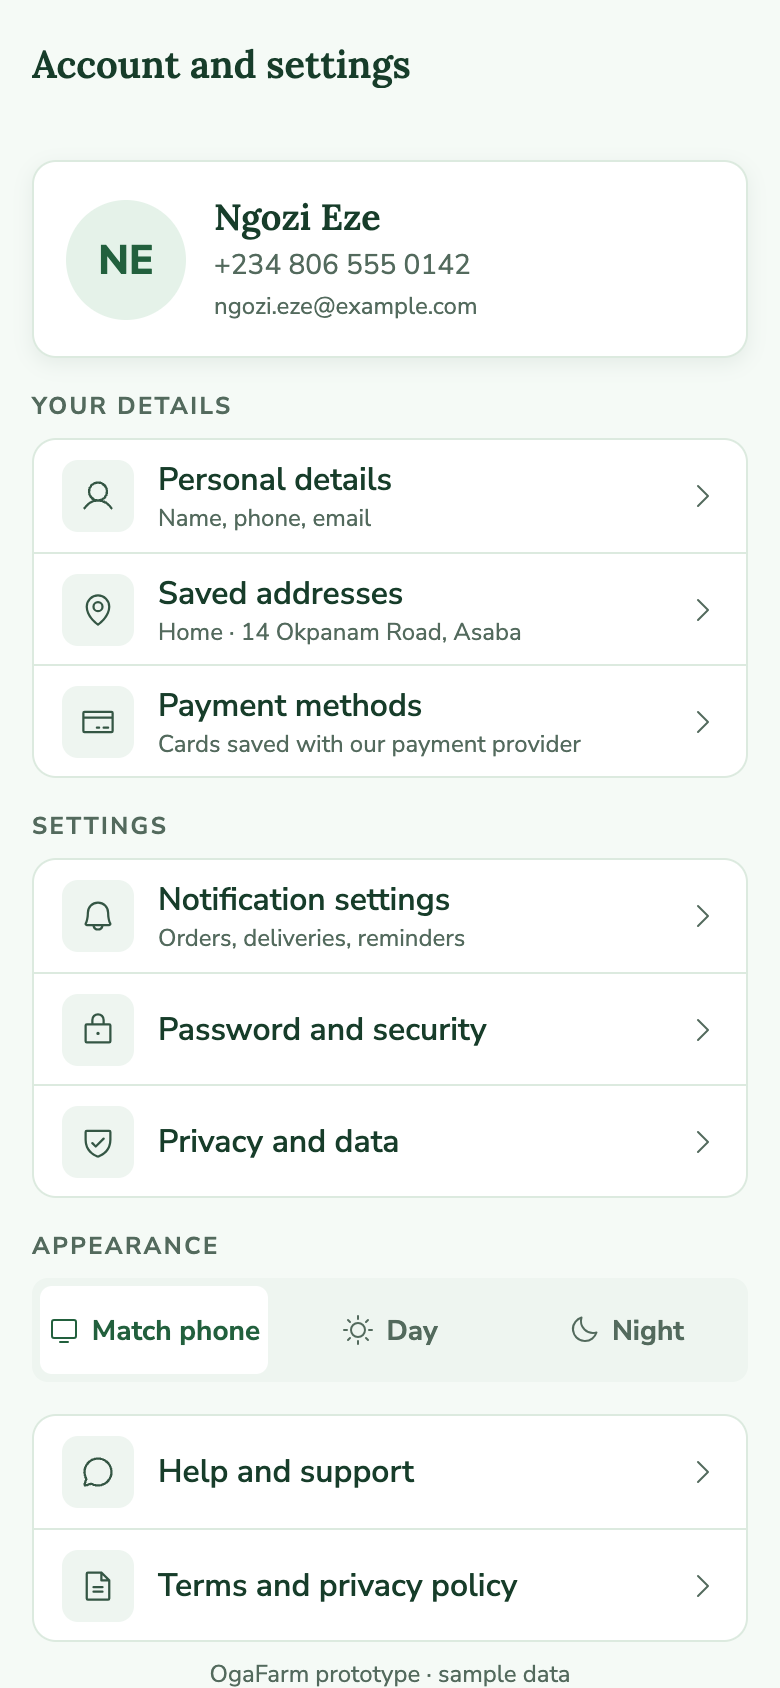 Account and settings
NE
Ngozi Eze
+234 806 555 0142
ngozi.eze@example.com
YOUR DETAILS
Personal details
Name, phone, email
Saved addresses
Home · 14 Okpanam Road, Asaba
Payment methods
Cards saved with our payment provider
SETTINGS
Notification settings
Orders, deliveries, reminders
Password and security
Privacy and data
APPEARANCE
Match phone Day Night
Help and support
Terms and privacy policy
OgaFarm prototype · sample data